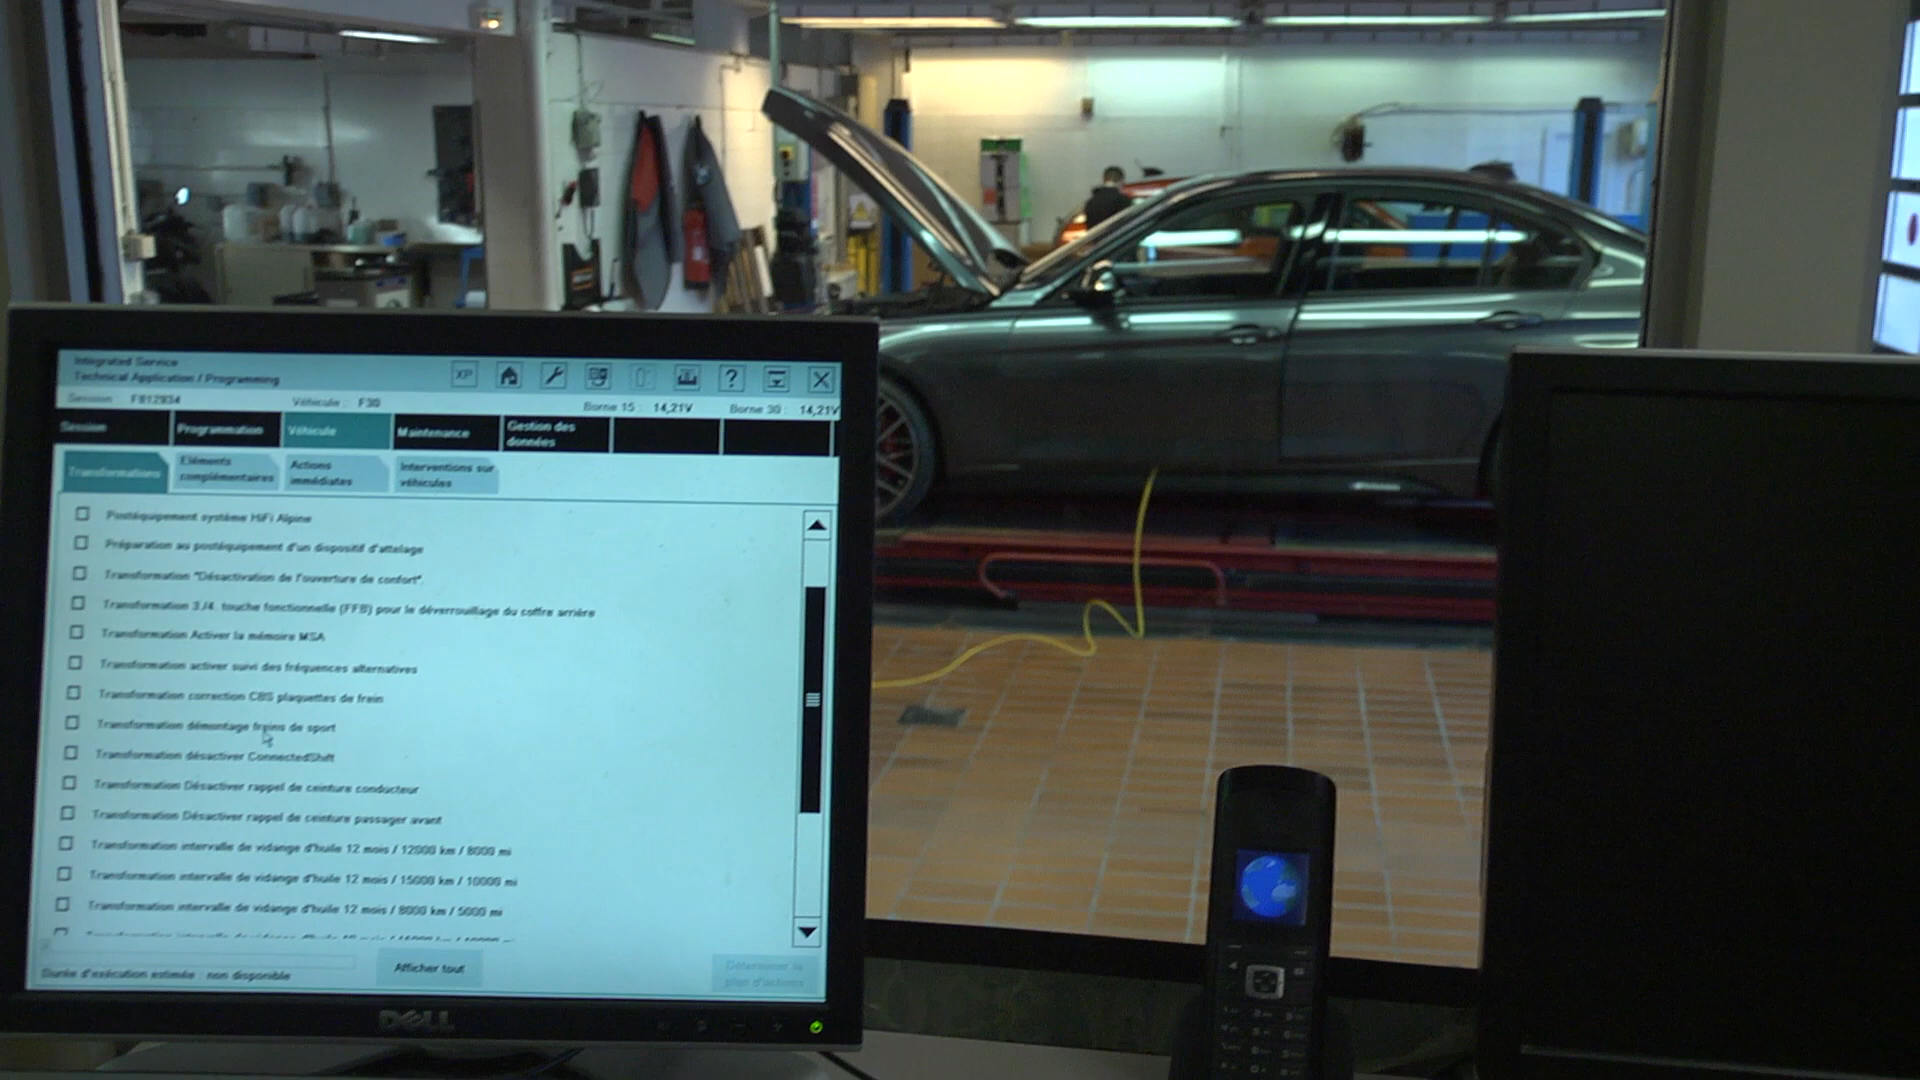 Integrated Service
Technical Application / Programming
XP
?
Session : F812934
Véhicule : F30
Borne 15 : 14,21V
Borne 30 : 14,21V
Session
Programmation
Véhicule
Maintenance
Gestion des
données
Transformations
Eléments
complémentaires
Actions
immédiates
Interventions sur
véhicules
Postéquipement système HiFi Alpine
Préparation au postéquipement d'un dispositif d'attelage
Transformation "Désactivation de l'ouverture de confort".
Transformation 3./4. touche fonctionnelle (FFB) pour le déverrouillage du coffre arrière
Transformation Activer la mémoire MSA
Transformation activer suivi des fréquences alternatives
Transformation correction CBS plaquettes de frein
Transformation démontage freins de sport
Transformation désactiver ConnectedShift
Transformation Désactiver rappel de ceinture conducteur
Transformation Désactiver rappel de ceinture passager avant
Transformation intervalle de vidange d'huile 12 mois / 12000 km / 8000 mi
Transformation intervalle de vidange d'huile 12 mois / 15000 km / 10000 mi
Transformation intervalle de vidange d'huile 12 mois / 8000 km / 5000 mi
Durée d'exécution estimée : non disponible
Afficher tout
Déterminer le
plan d'actions
DELL